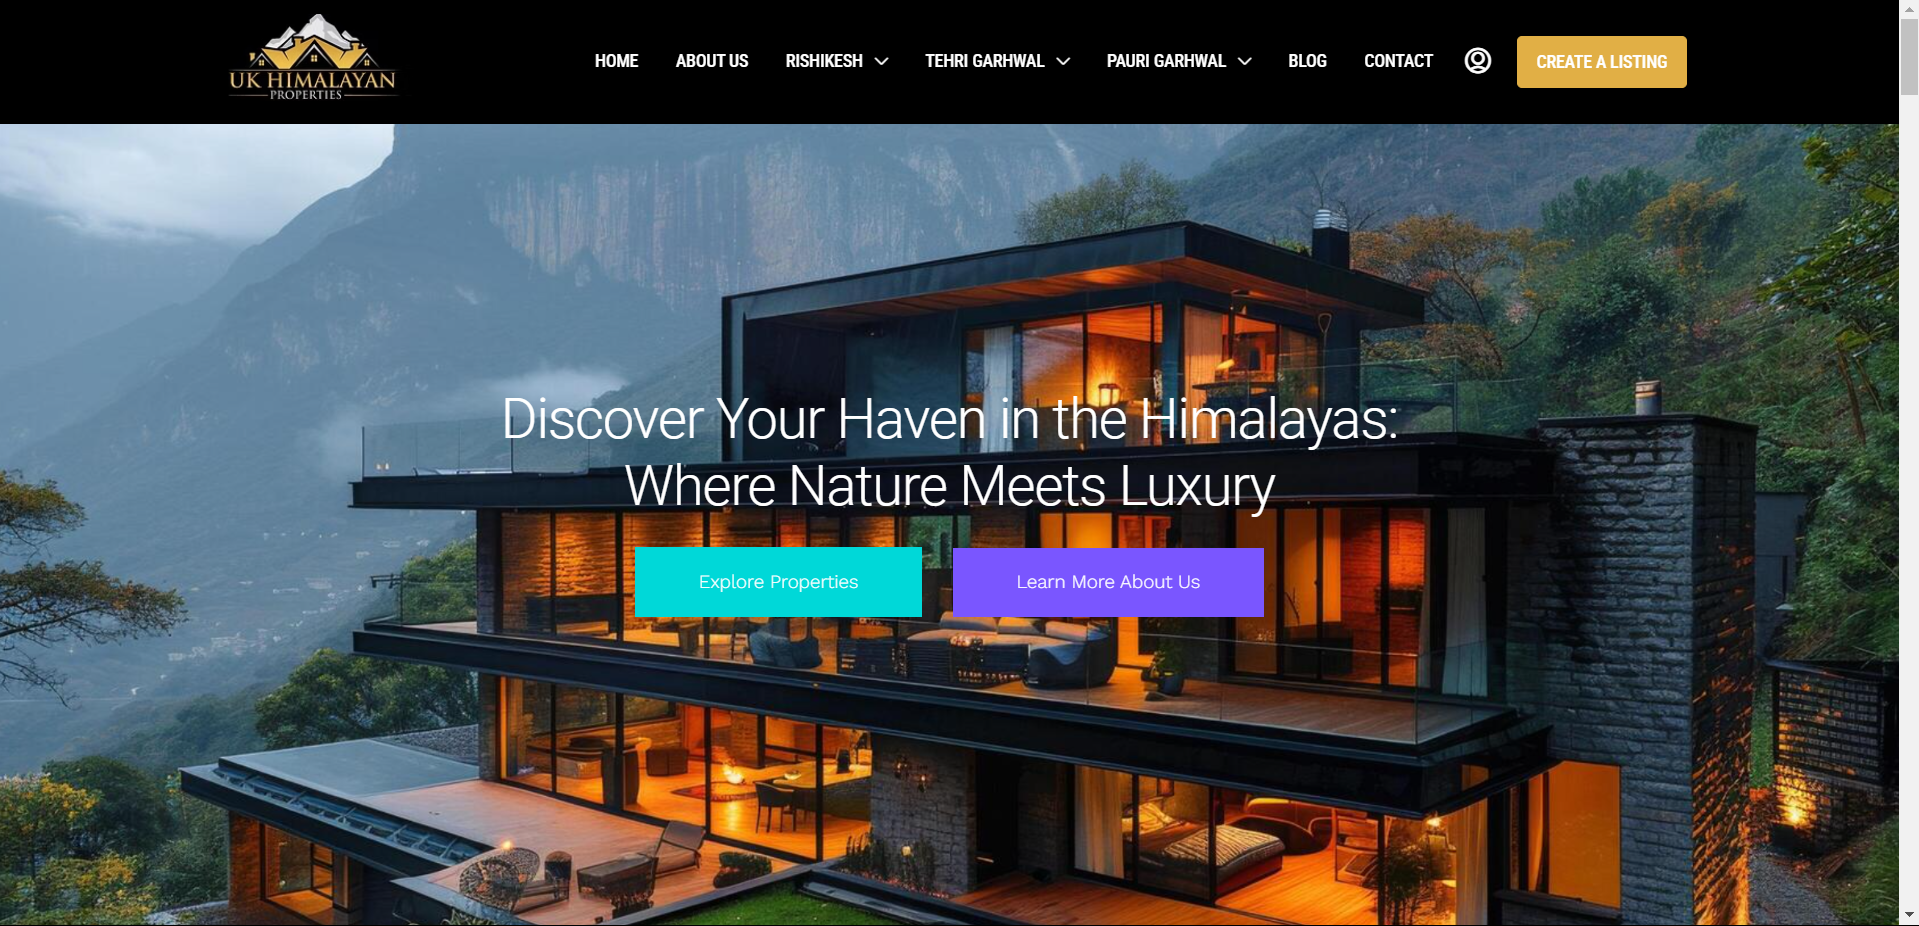 UK HIMALAYAN
PROPERTIES
HOME ABOUT US RISHIKESH TEHRI GARHWAL PAURI GARHWAL BLOG CONTACT CREATE A LISTING
Discover Your Haven in the Himalayas:
Where Nature Meets Luxury
Explore Properties Learn More About Us